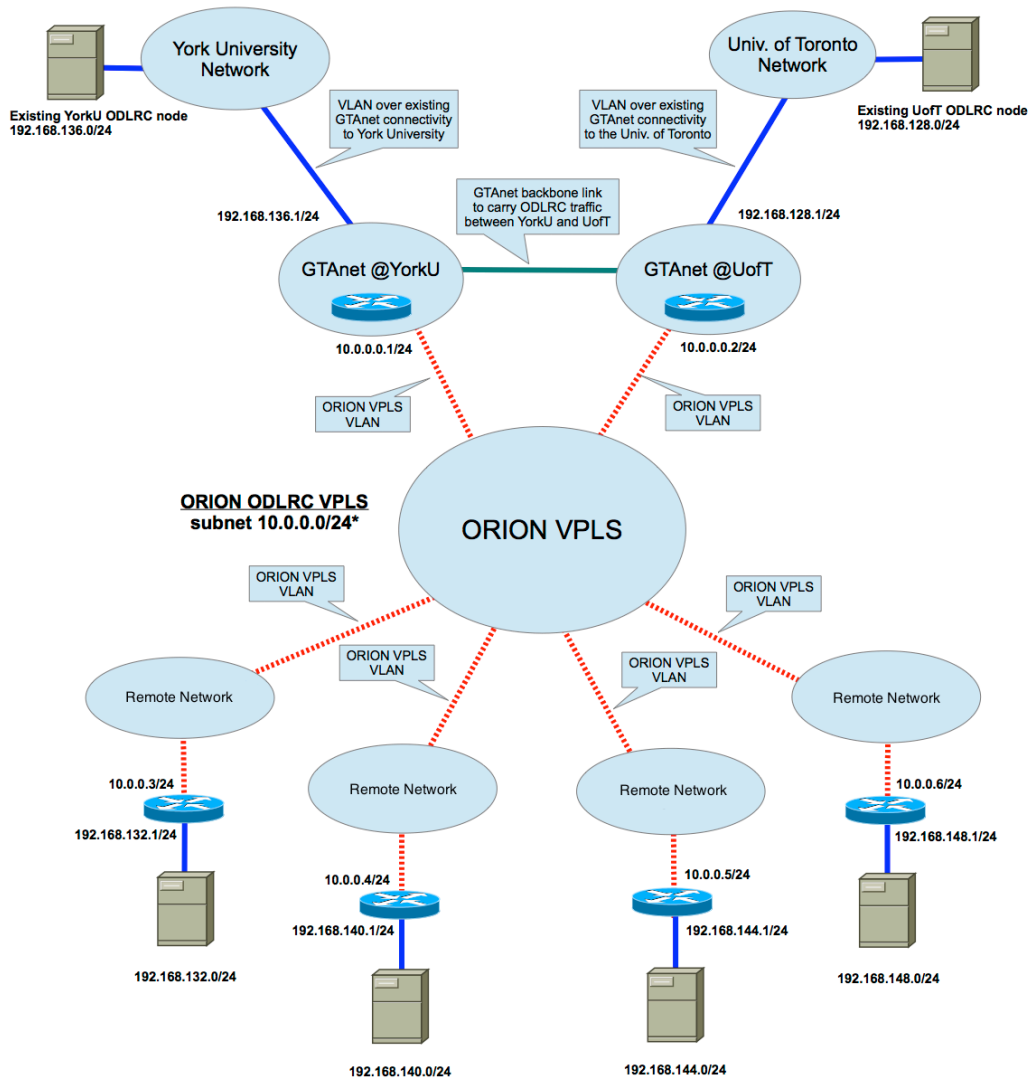 York University
Network
Univ. of Toronto
Network
Existing YorkU ODLRC node
192.168.136.0/24
Existing UofT ODLRC node
192.168.128.0/24
VLAN over existing
GTAnet connectivity
to York University
VLAN over existing
GTAnet connectivity
to the Univ. of Toronto
192.168.136.1/24
GTAnet backbone link
to carry ODLRC traffic
between YorkU and UofT
192.168.128.1/24
GTAnet @YorkU
GTAnet @UofT
10.0.0.0.1/24
10.0.0.0.2/24
ORION VPLS
VLAN
ORION VPLS
VLAN
ORION ODLRC VPLS
subnet 10.0.0.0/24*
ORION VPLS
ORION VPLS
VLAN
ORION VPLS
VLAN
ORION VPLS
VLAN
ORION VPLS
VLAN
Remote Network
Remote Network
Remote Network
Remote Network
10.0.0.3/24
192.168.132.1/24
10.0.0.6/24
192.168.148.1/24
10.0.0.4/24
192.168.140.1/24
10.0.0.5/24
192.168.144.1/24
192.168.132.0/24
192.168.148.0/24
192.168.140.0/24
192.168.144.0/24